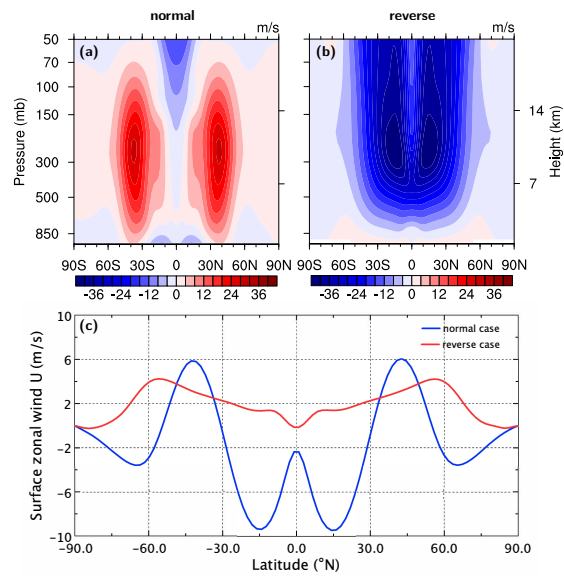 normal reverse
m/s m/s
(a) (b)
50
70
100
150
300
500
850
Pressure (mb)
14
7
Height (km)
90S 60S 30S 0 30N 60N 90N
90S 60S 30S 0 30N 60N 90N
-36 -24 -12 0 12 24 36
-36 -24 -12 0 12 24 36
(c)
normal case
reverse case
10
6
2
-2
-6
-10
Surface zonal wind U (m/s)
-90.0 -60.0 -30.0 0.0 30.0 60.0 90.0
Latitude (°N)